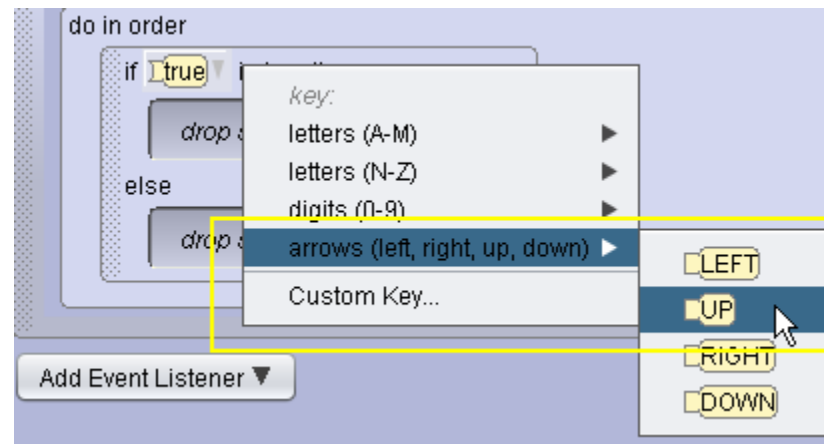 do in order
if true
key:
drop
letters (A-M)
letters (N-Z)
else
digits (0-9)
drop
arrows (left, right, up, down)
LEFT
Custom Key...
UP
RIGHT
Add Event Listener
DOWN